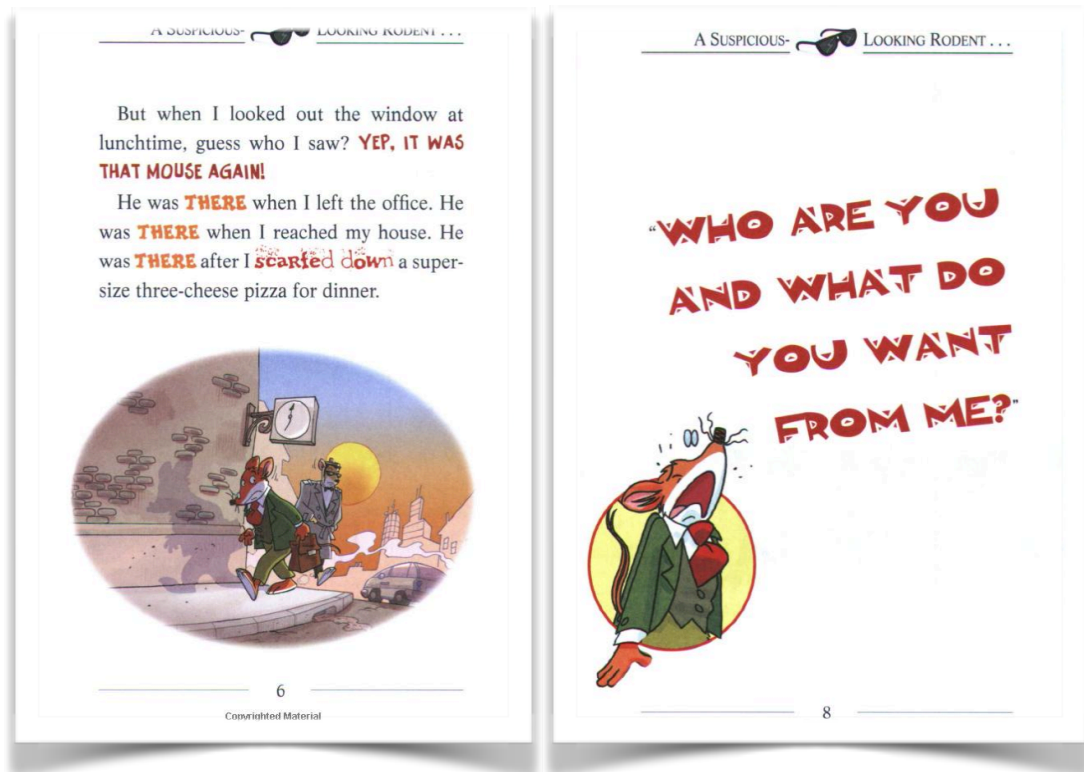 A SUSPICIOUS- LOOKING RODENT . . .
But when I looked out the window at
lunchtime, guess who I saw? YEP, IT WAS
THAT MOUSE AGAIN!
He was THERE when I left the office. He
was THERE when I reached my house. He
was THERE after I scarfed down a super-
size three-cheese pizza for dinner.
6
Copyrighted Material
A SUSPICIOUS- LOOKING RODENT . . .
"WHO ARE YOU
AND WHAT DO
YOU WANT
FROM ME?"
8